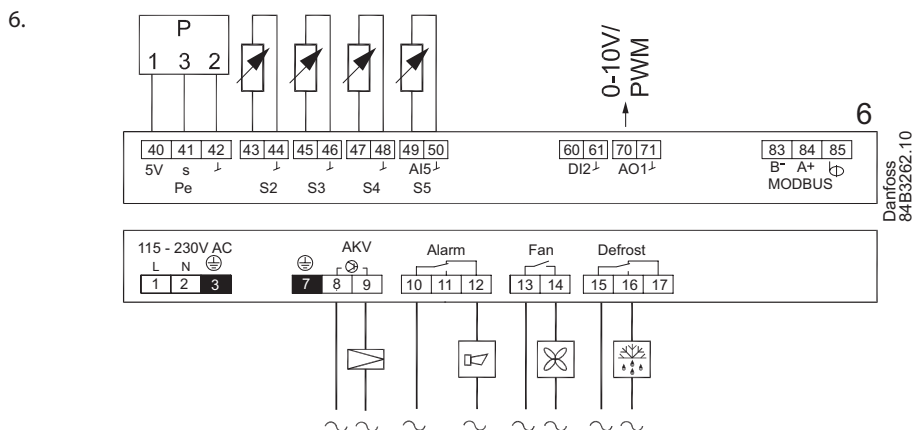 6.
P
1 3 2
0-10V/
PWM
6
40 41 42 43 44 45 46 47 48 49 50 60 61 70 71 83 84 85
5V s AI5 DI2 AO1 B- A+
Pe S2 S3 S4 S5 MODBUS
Danfoss
84B3262.10
115 - 230V AC AKV Alarm Fan Defrost
L N
1 2 3 7 8 9 10 11 12 13 14 15 16 17